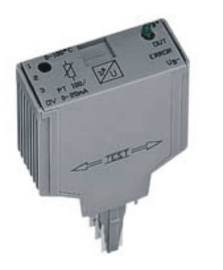 0-100°C
1
2
3
PT 100/
0V 0-20mA
U
OUT
ERROR
TEST